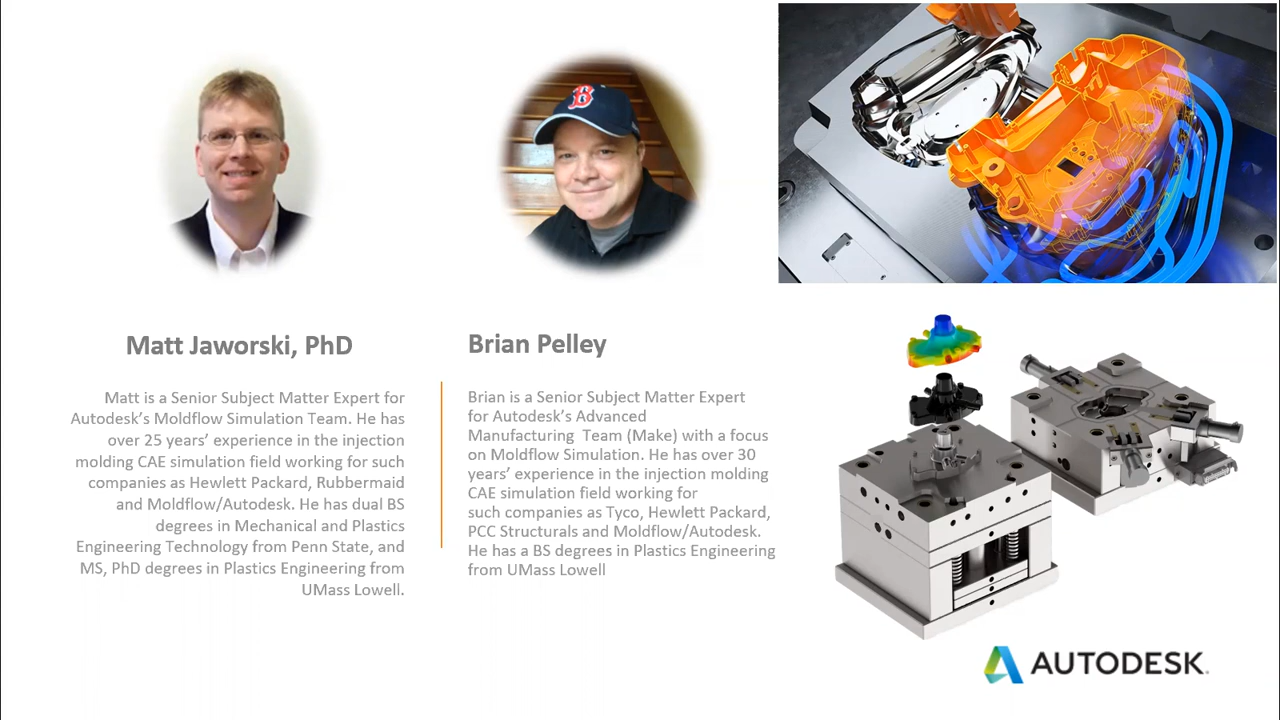 Matt Jaworski, PhD
Matt is a Senior Subject Matter Expert for
Autodesk's Moldflow Simulation Team. He has
over 25 years' experience in the injection
molding CAE simulation field working for such
companies as Hewlett Packard, Rubbermaid
and Moldflow/Autodesk. He has dual BS
degrees in Mechanical and Plastics
Engineering Technology from Penn State, and
MS, PhD degrees in Plastics Engineering from
UMass Lowell.
Brian Pelley
Brian is a Senior Subject Matter Expert
for Autodesk's Advanced
Manufacturing  Team (Make) with a focus
on Moldflow Simulation. He has over 30
years' experience in the injection molding
CAE simulation field working for
such companies as Tyco, Hewlett Packard,
PCC Structurals and Moldflow/Autodesk.
He has a BS degrees in Plastics Engineering
from UMass Lowell
B
AUTODESK.